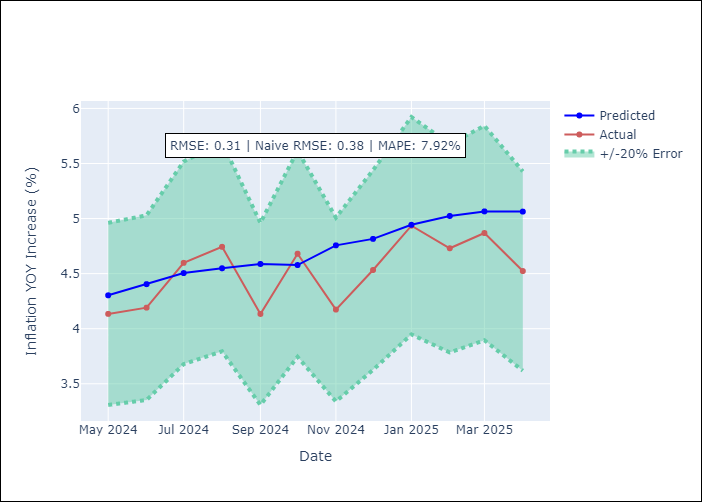 Predicted
Actual
+/-20% Error
RMSE: 0.31 | Naive RMSE: 0.38 | MAPE: 7.92%
Inflation YOY Increase (%)
6
5.5
5
4.5
4
3.5
May 2024
Jul 2024
Sep 2024
Nov 2024
Jan 2025
Mar 2025
Date